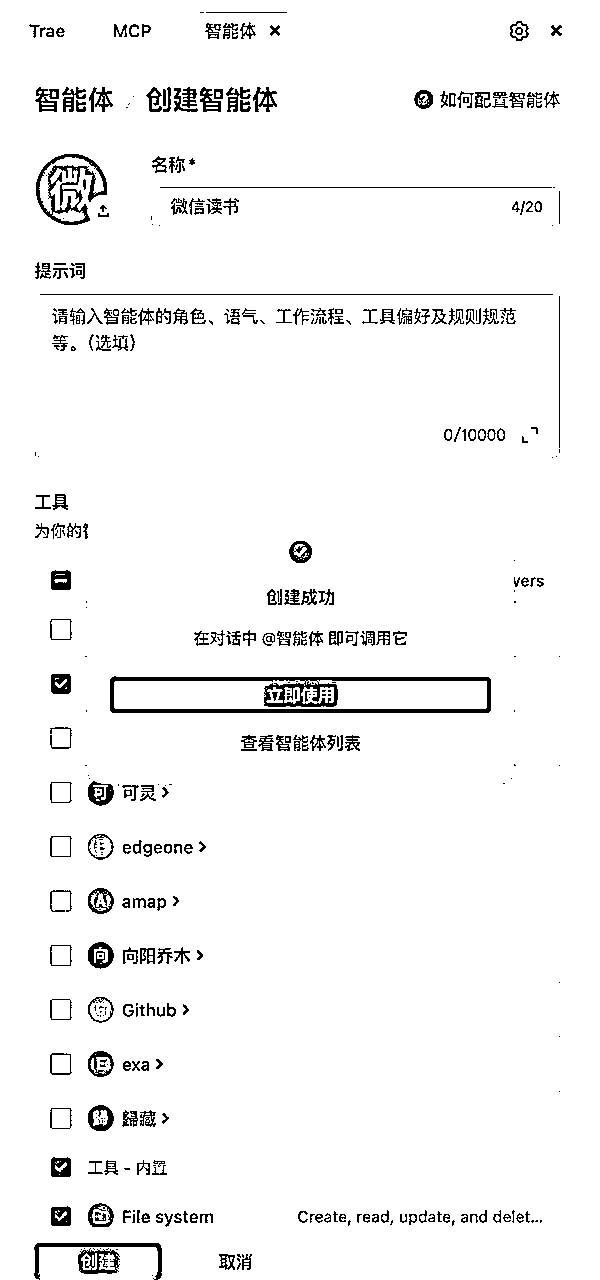 Trae MCP 智能体 ×
智能体 / 创建智能体 如何配置智能体
微
名称*
微信读书 4/20
提示词
请输入智能体的角色、语气、工作流程、工具偏好及规则规范
等。（选填）
0/10000
工具
为你的
vers
创建成功
在对话中 @智能体 即可调用它
立即使用
查看智能体列表
可 可灵 >
E edgeone >
A amap >
向 向阳乔木 >
G Github >
E exa >
歸 歸藏 >
工具 - 内置
File system Create, read, update, and delet...
创建 取消